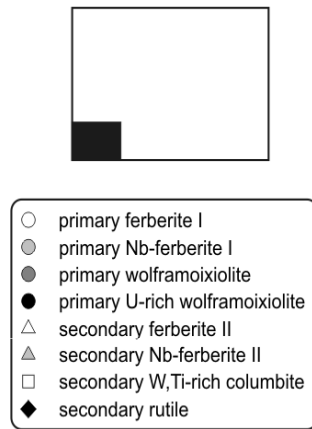 primary ferberite I
primary Nb-ferberite I
primary wolframoixiolite
primary U-rich wolframoixiolite
secondary ferberite II
secondary Nb-ferberite II
secondary W,Ti-rich columbite
secondary rutile